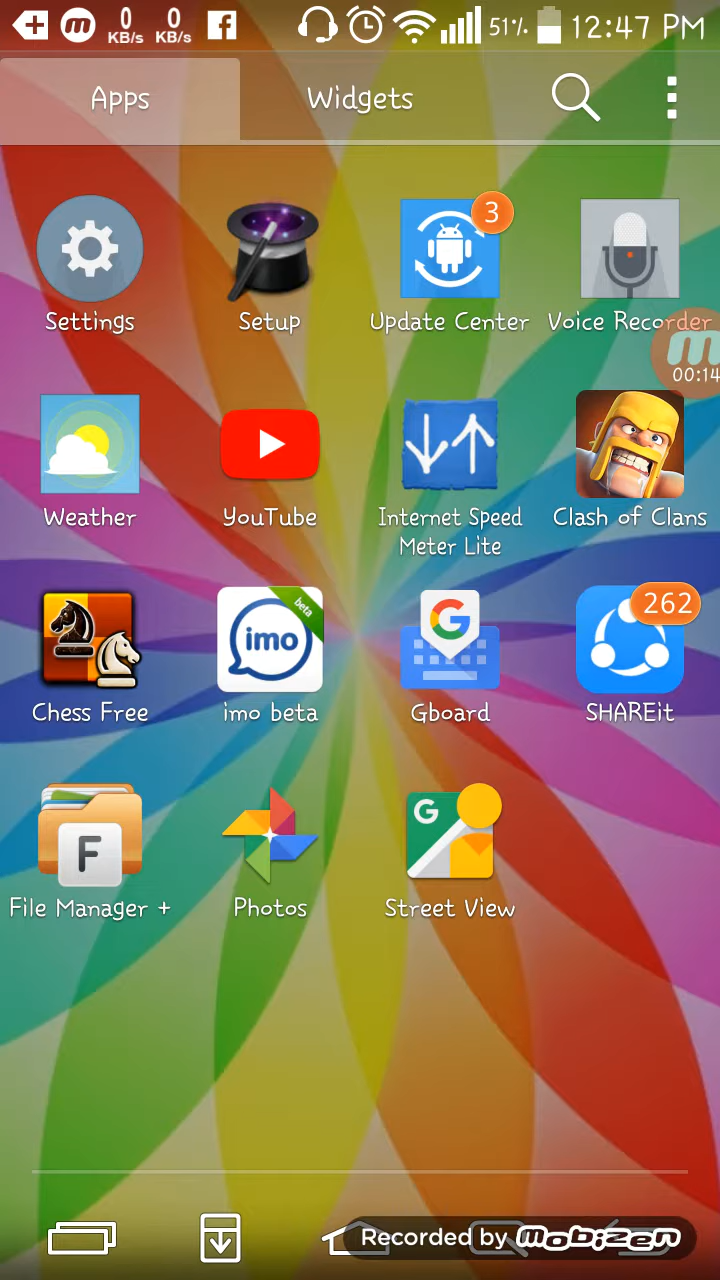 0 KB/s 0 KB/s 51% 12:47 PM
Apps Widgets
3
Settings Setup Update Center Voice Recorder
00:14
Weather YouTube Internet Speed Meter Lite Clash of Clans
beta
imo
G
262
Chess Free imo beta Gboard SHAREit
F
G
File Manager + Photos Street View
Recorded by mobizen